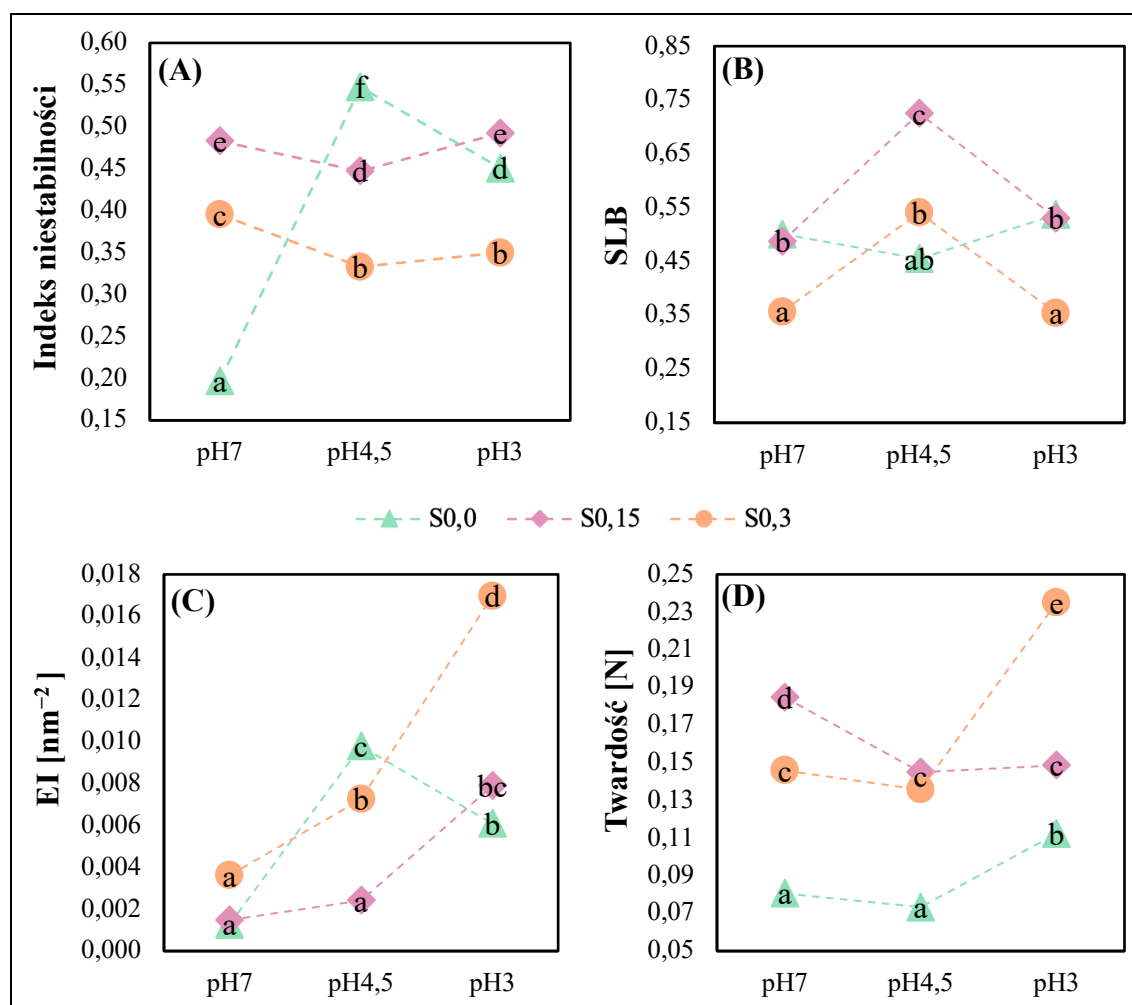 (A)
Indeks niestabilności
0,60
0,55
0,50
0,45
0,40
0,35
0,30
0,25
0,20
0,15
f
e
e
d
d
c
b
b
a
pH7 pH4,5 pH3
(B)
SLB
0,85
0,75
0,65
0,55
0,45
0,35
0,25
0,15
c
b
b
b
ab
a
a
pH7 pH4,5 pH3
S0,0 S0,15 S0,3
(C)
EI [nm⁻²]
0,018
0,016
0,014
0,012
0,010
0,008
0,006
0,004
0,002
0,000
d
c
bc
b
b
a
a
a
pH7 pH4,5 pH3
(D)
Twardość [N]
0,25
0,23
0,21
0,19
0,17
0,15
0,13
0,11
0,09
0,07
0,05
e
d
c
c
c
b
a
a
pH7 pH4,5 pH3